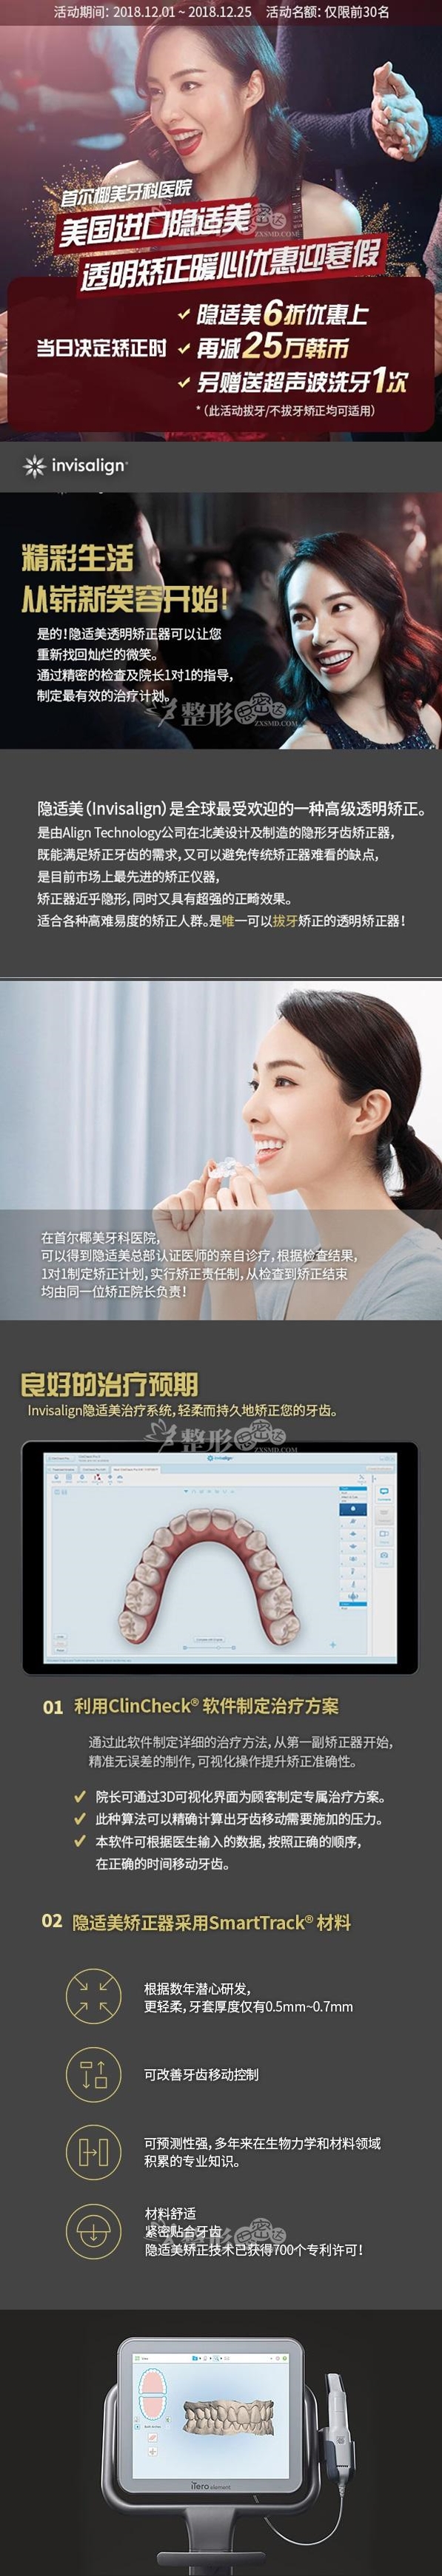 活动期间: 2018.12.01 ~ 2018.12.25 活动名额: 仅限前30名
首尔椰美牙科医院
美国进口隐适美
透明矫正暖心优惠迎寒假
当日决定矫正时
隐适美6折优惠上
再减25万韩币
另赠送超声波洗牙1次
*（此活动拔牙/不拔牙矫正均可适用）
invisalign
精彩生活
从崭新笑容开始!
是的！隐适美透明矫正器可以让您
重新找回灿烂的微笑。
通过精密的检查及院长1对1的指导,
制定最有效的治疗计划。
整形
ZXSMD.COM
隐适美（Invisalign）是全球最受欢迎的一种高级透明矫正。
是由Align Technology公司在北美设计及制造的隐形牙齿矫正器,
既能满足矫正牙齿的需求, 又可以避免传统矫正器难看的缺点,
是目前市场上最先进的矫正仪器,
矫正器近乎隐形, 同时又具有超强的正畸效果。
适合各种高难易度的矫正人群。是唯一可以拔牙矫正的透明矫正器！
在首尔椰美牙科医院,
可以得到隐适美总部认证医师的亲自诊疗, 根据检查结果,
1对1制定矫正计划, 实行矫正责任制, 从检查到矫正结束
均由同一位矫正院长负责！
良好的治疗预期
Invisalign隐适美治疗系统, 轻柔而持久地矫正您的牙齿。
整形
ZXSMD.COM
invisalign
01 利用ClinCheck® 软件制定治疗方案
通过此软件制定详细的治疗方法, 从第一副矫正器开始,
精准无误差的制作, 可视化操作提升矫正准确性。
院长可通过3D可视化界面为顾客制定专属治疗方案。
此种算法可以精确计算出牙齿移动需要施加的压力。
本软件可根据医生输入的数据, 按照正确的顺序,
在正确的时间移动牙齿。
02 隐适美矫正器采用SmartTrack® 材料
根据数年潜心研发,
更轻柔, 牙套厚度仅有0.5mm~0.7mm
可改善牙齿移动控制
可预测性强, 多年来在生物力学和材料领域
积累的专业知识。
材料舒适
紧密贴合牙齿
隐适美矫正技术已获得700个专利许可！
iTero element